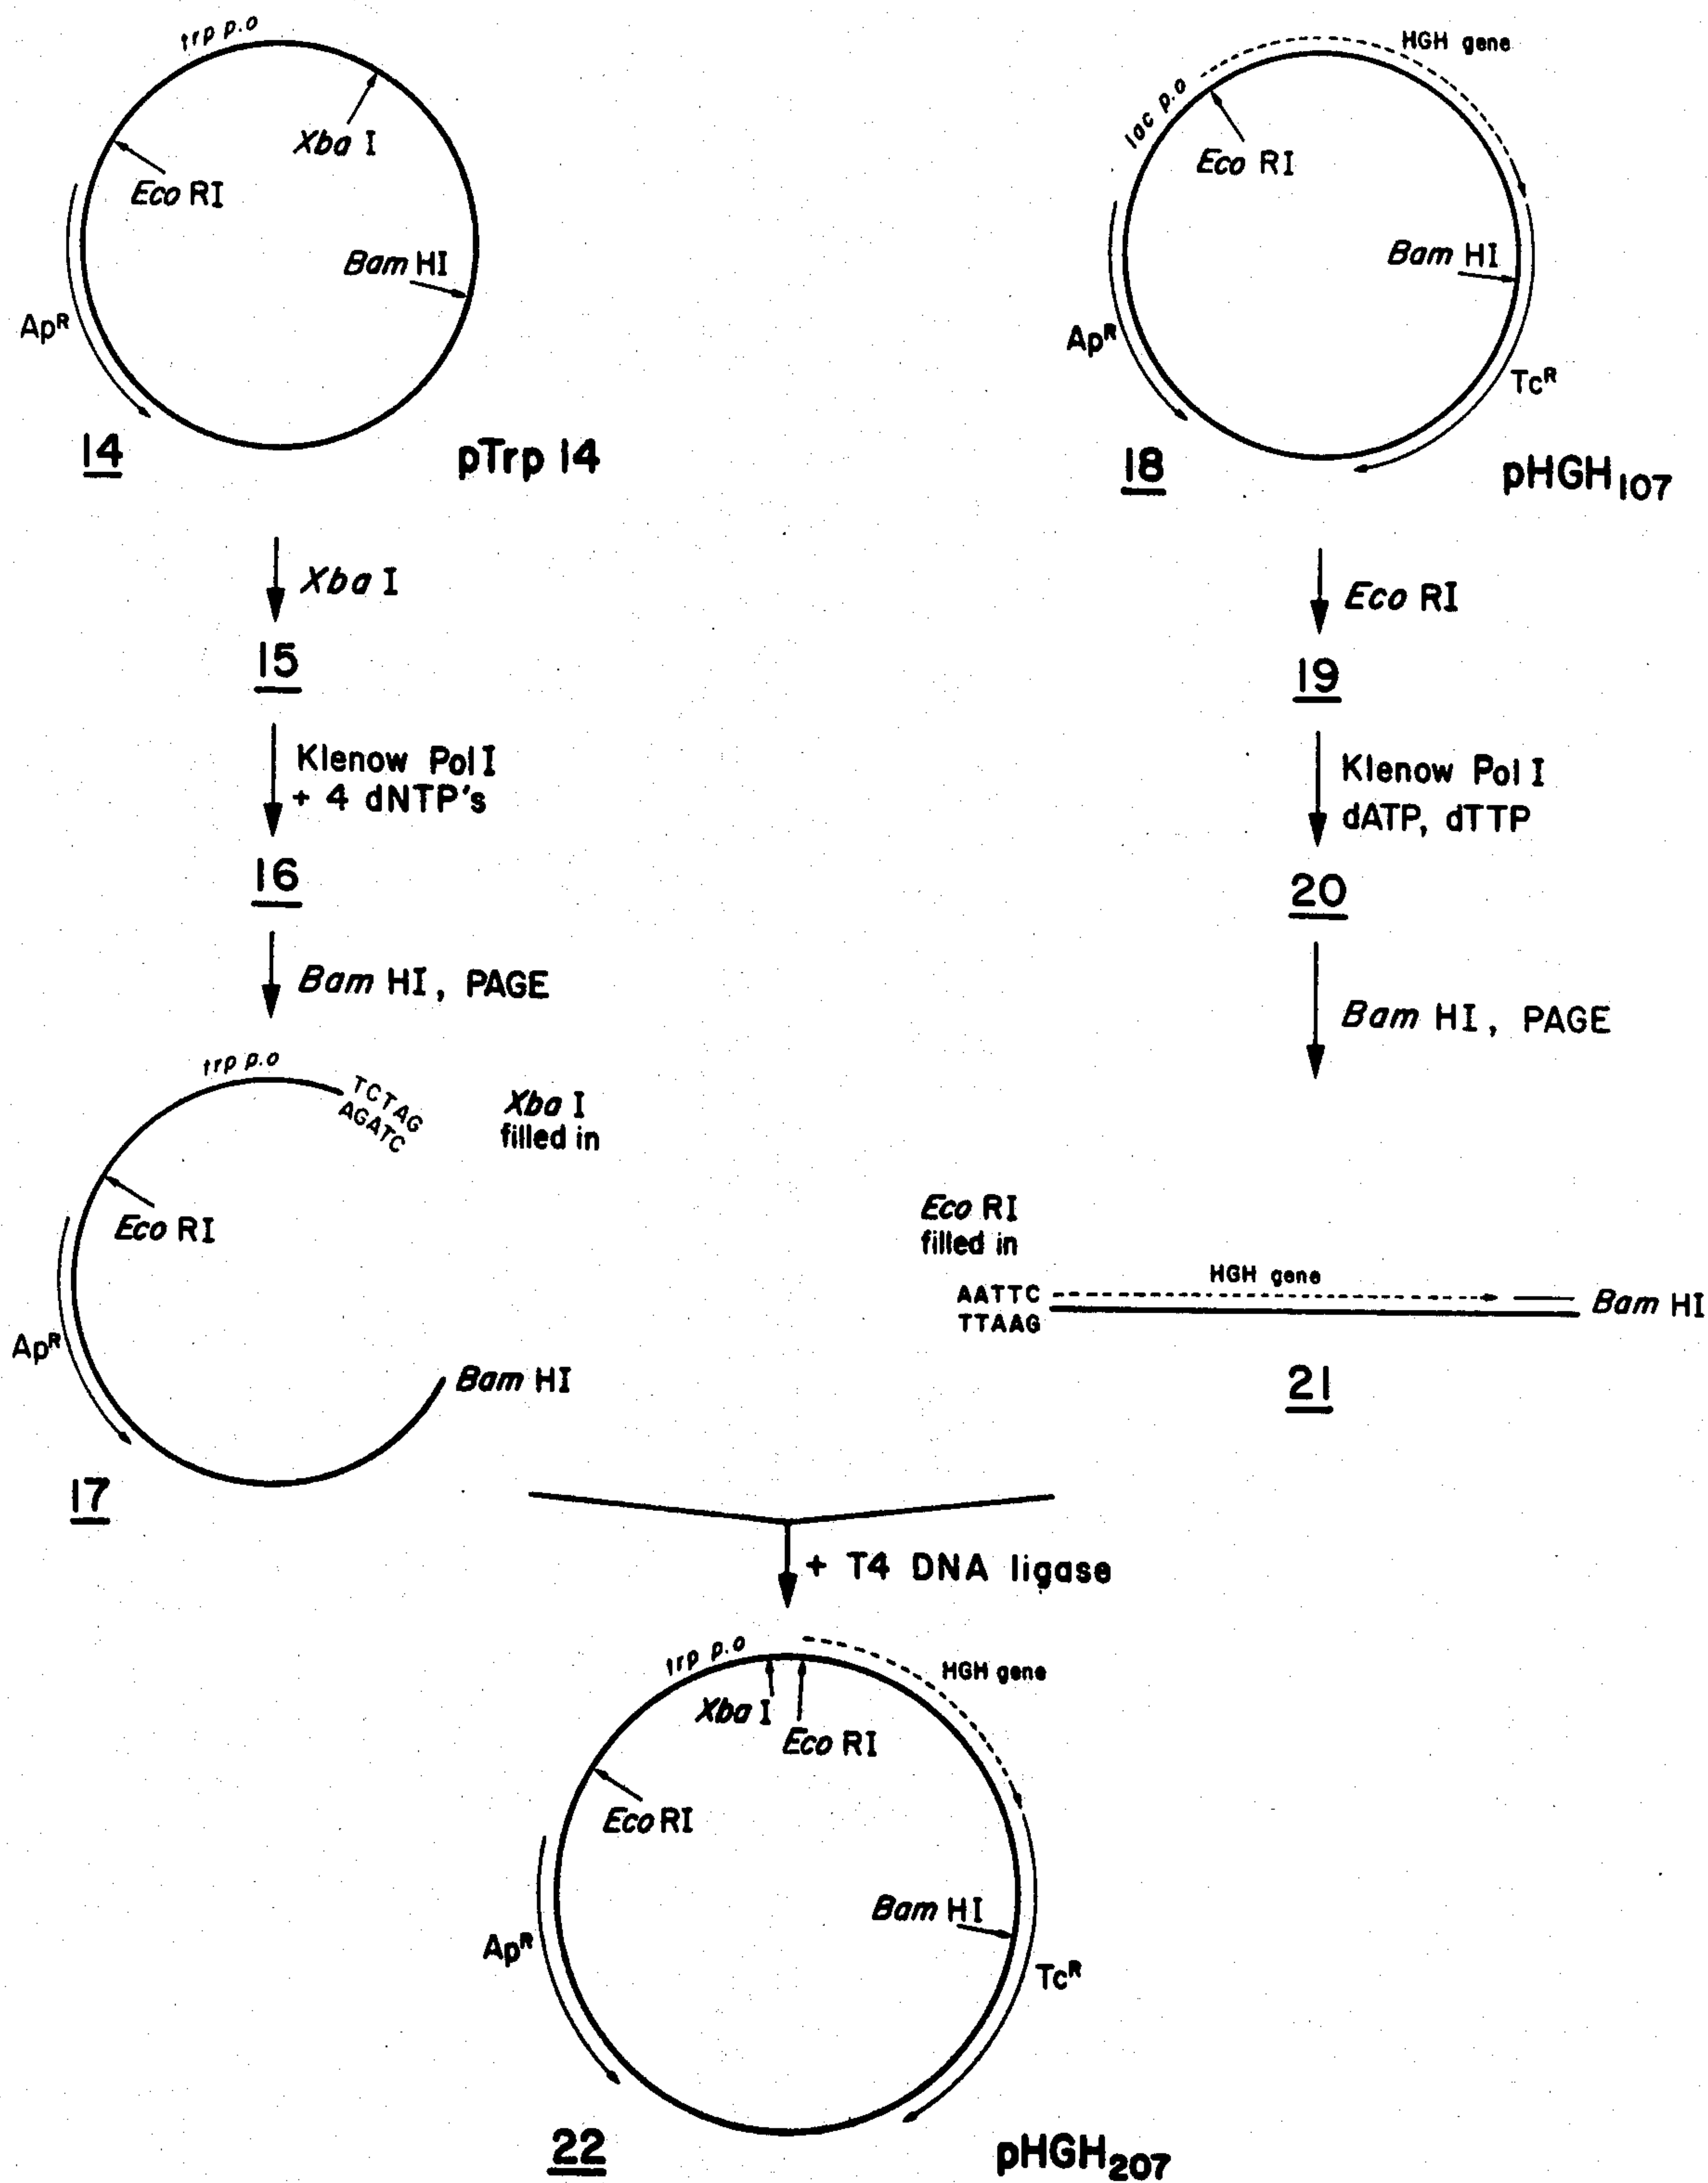 trp p.o
Xba I
Eco RI
Bam HI
Ap^R
14
pTrp 14
HGH gene
lac p.o
Eco RI
Bam HI
Ap^R
Tc^R
18
pHGH107
Xba I
15
Klenow Pol I
+ 4 dNTP's
16
Bam HI, PAGE
Eco RI
19
Klenow Pol I
dATP, dTTP
20
Bam HI, PAGE
trp p.o
TCTAG
AGATC
Xba I
filled in
Eco RI
Ap^R
Bam HI
17
Eco RI
filled in
HGH gene
AATTC
TTAAG
Bam HI
21
+ T4 DNA ligase
trp p.o
HGH gene
Xba I
Eco RI
Eco RI
Bam HI
Ap^R
Tc^R
22
pHGH207